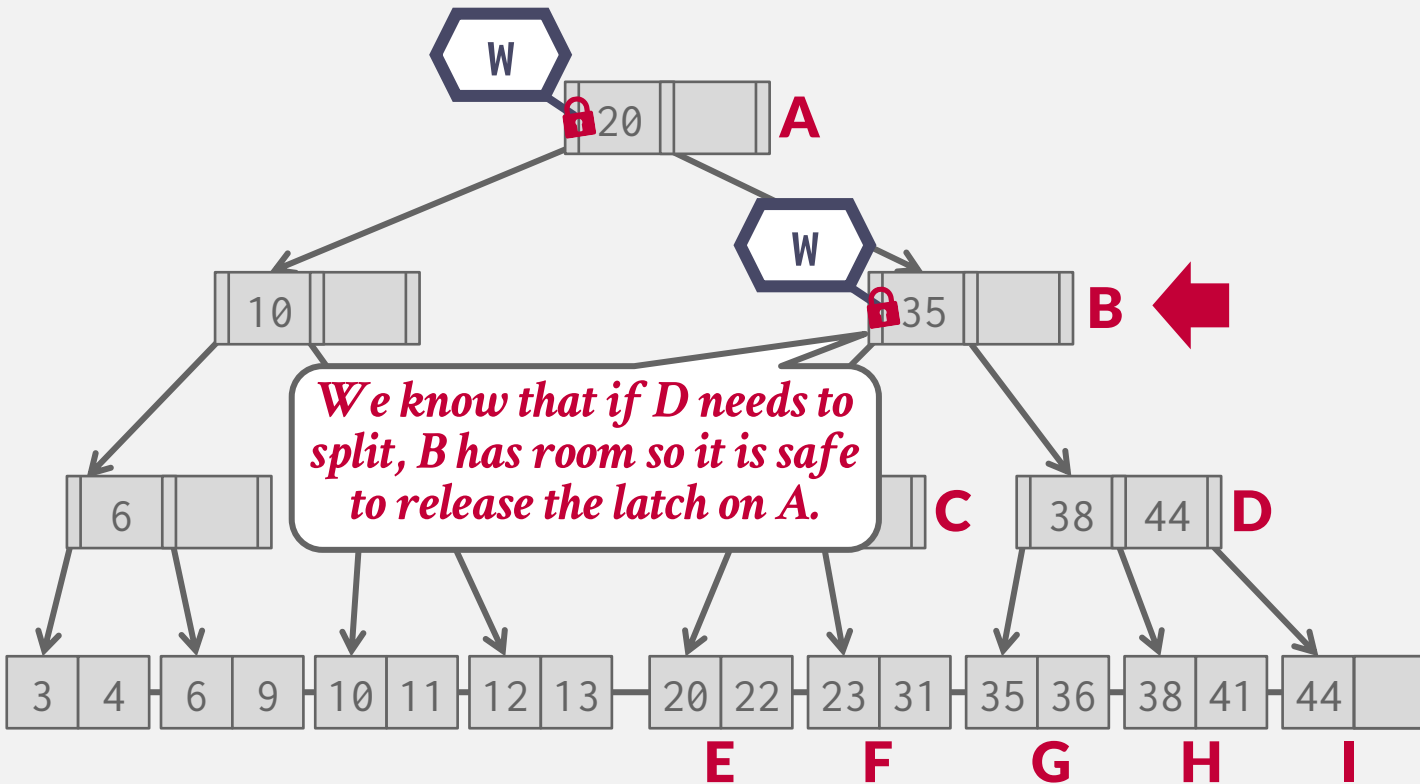 W
20 A
W
10 35 B
We know that if D needs to
split, B has room so it is safe
to release the latch on A.
6 C 38 44 D
3 4 6 9 10 11 12 13 20 22 23 31 35 36 38 41 44
E F G H I